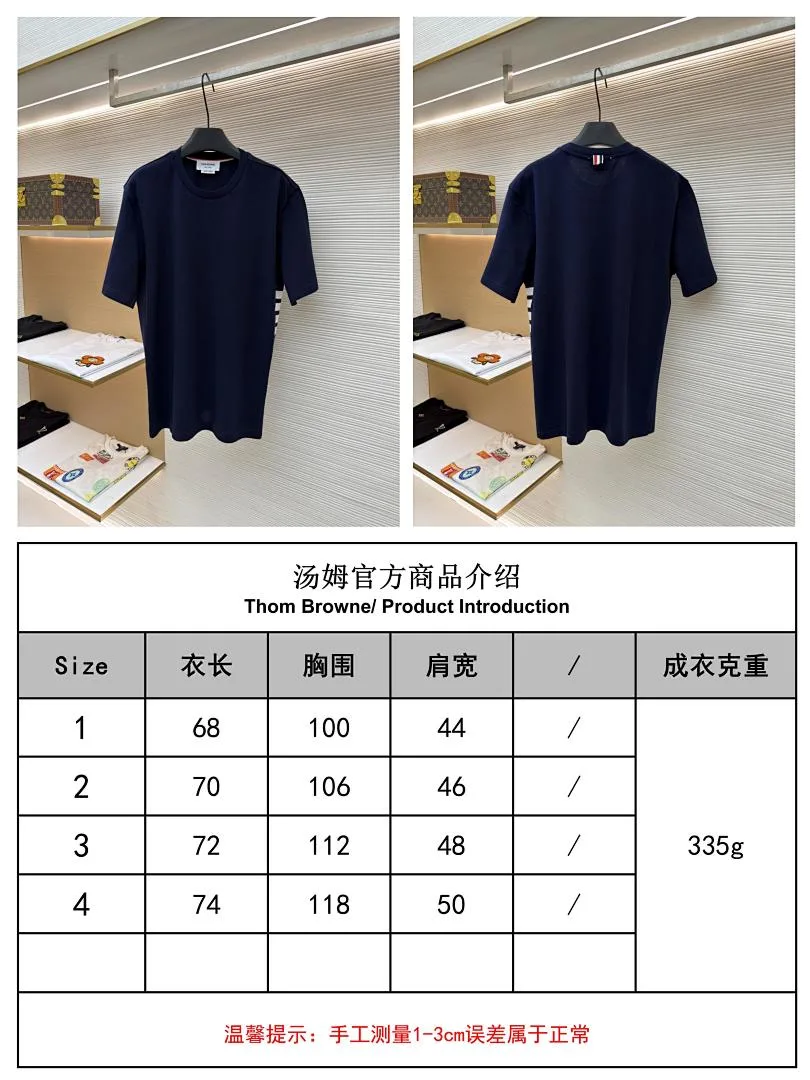 汤姆官方商品介绍
Thom Browne/ Product Introduction
Size 衣长 胸围 肩宽 / 成衣克重
1 68 100 44 /
2 70 106 46 /
3 72 112 48 / 335g
4 74 118 50 /
温馨提示：手工测量1-3cm误差属于正常